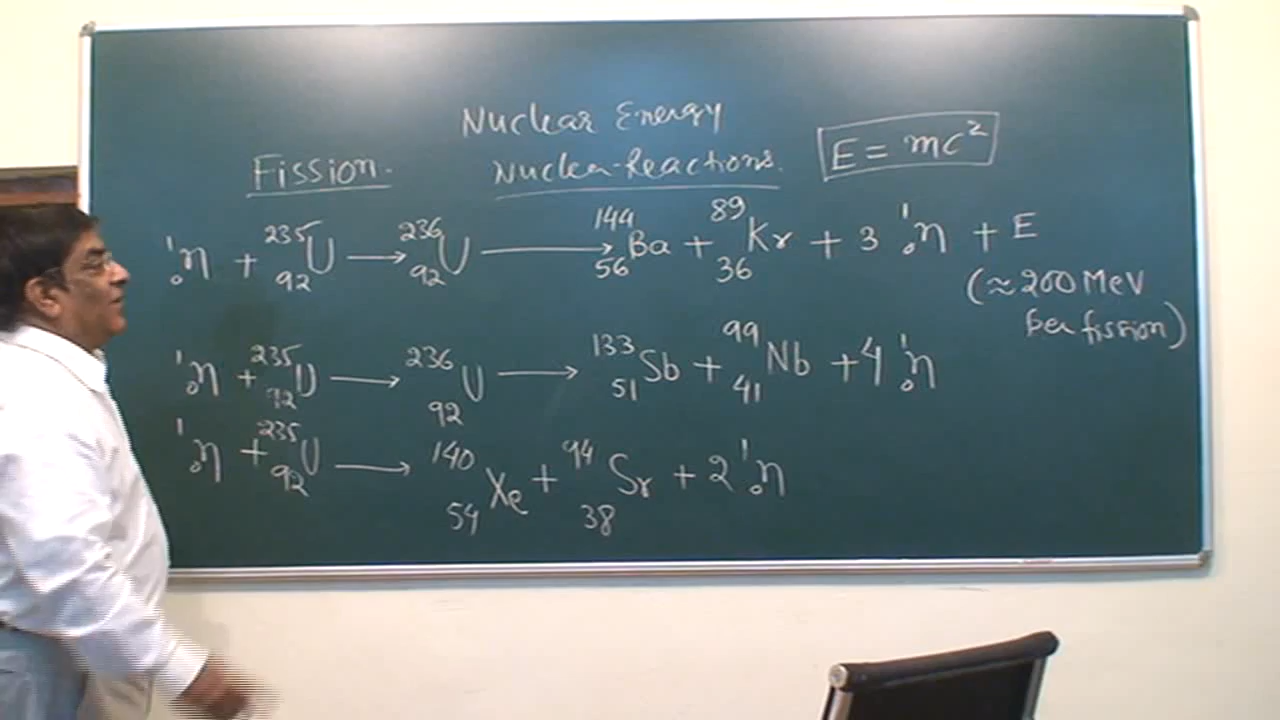 Nuclear Energy
Fission. Nuclear Reactions. E = mc²
¹₀n + ²³⁵₉₂U → ²³⁶₉₂U → ¹⁴⁴₅₆Ba + ⁸⁹₃₆Kr + 3 ¹₀n + E
(≈ 200 MeV
per fission)
¹₀n + ²³⁵₉₂U → ²³⁶₉₂U → ¹³³₅₁Sb + ⁹⁹₄₁Nb + 4 ¹₀n
¹₀n + ²³⁵₉₂U → ¹⁴⁰₅₄Xe + ⁹⁴₃₈Sr + 2 ¹₀n